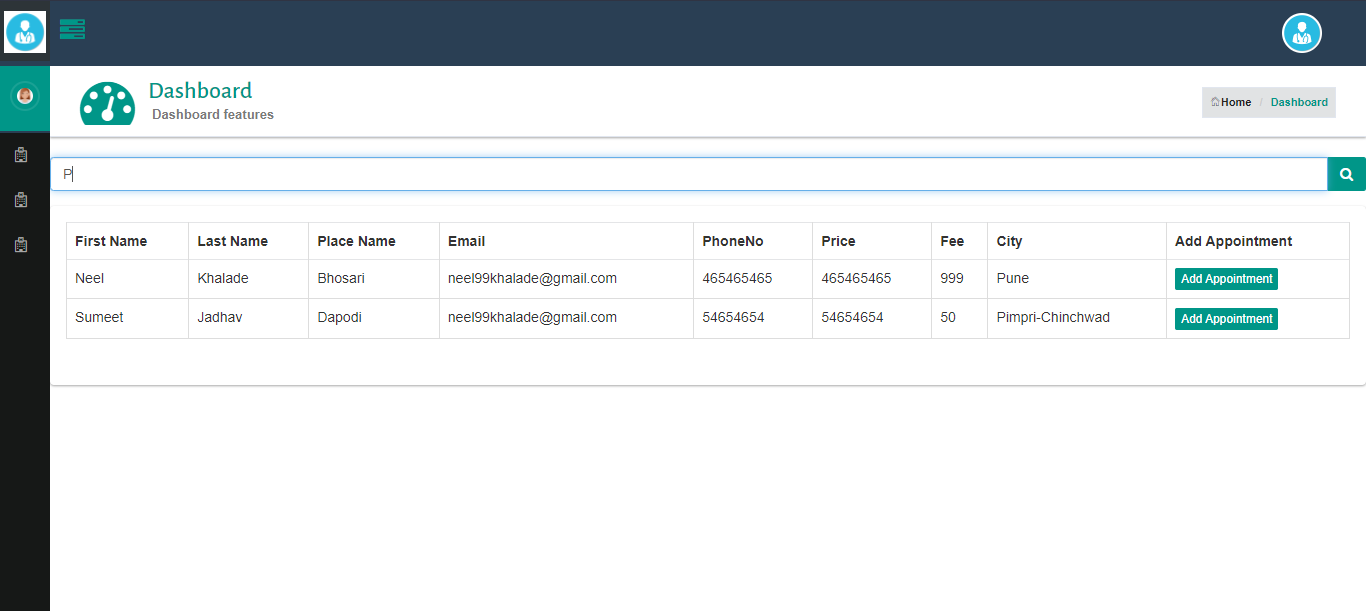 Dashboard
Dashboard features
Home / Dashboard
P
First Name Last Name Place Name Email PhoneNo Price Fee City Add Appointment
Neel Khalade Bhosari neel99khalade@gmail.com 465465465 465465465 999 Pune Add Appointment
Sumeet Jadhav Dapodi neel99khalade@gmail.com 54654654 54654654 50 Pimpri-Chinchwad Add Appointment